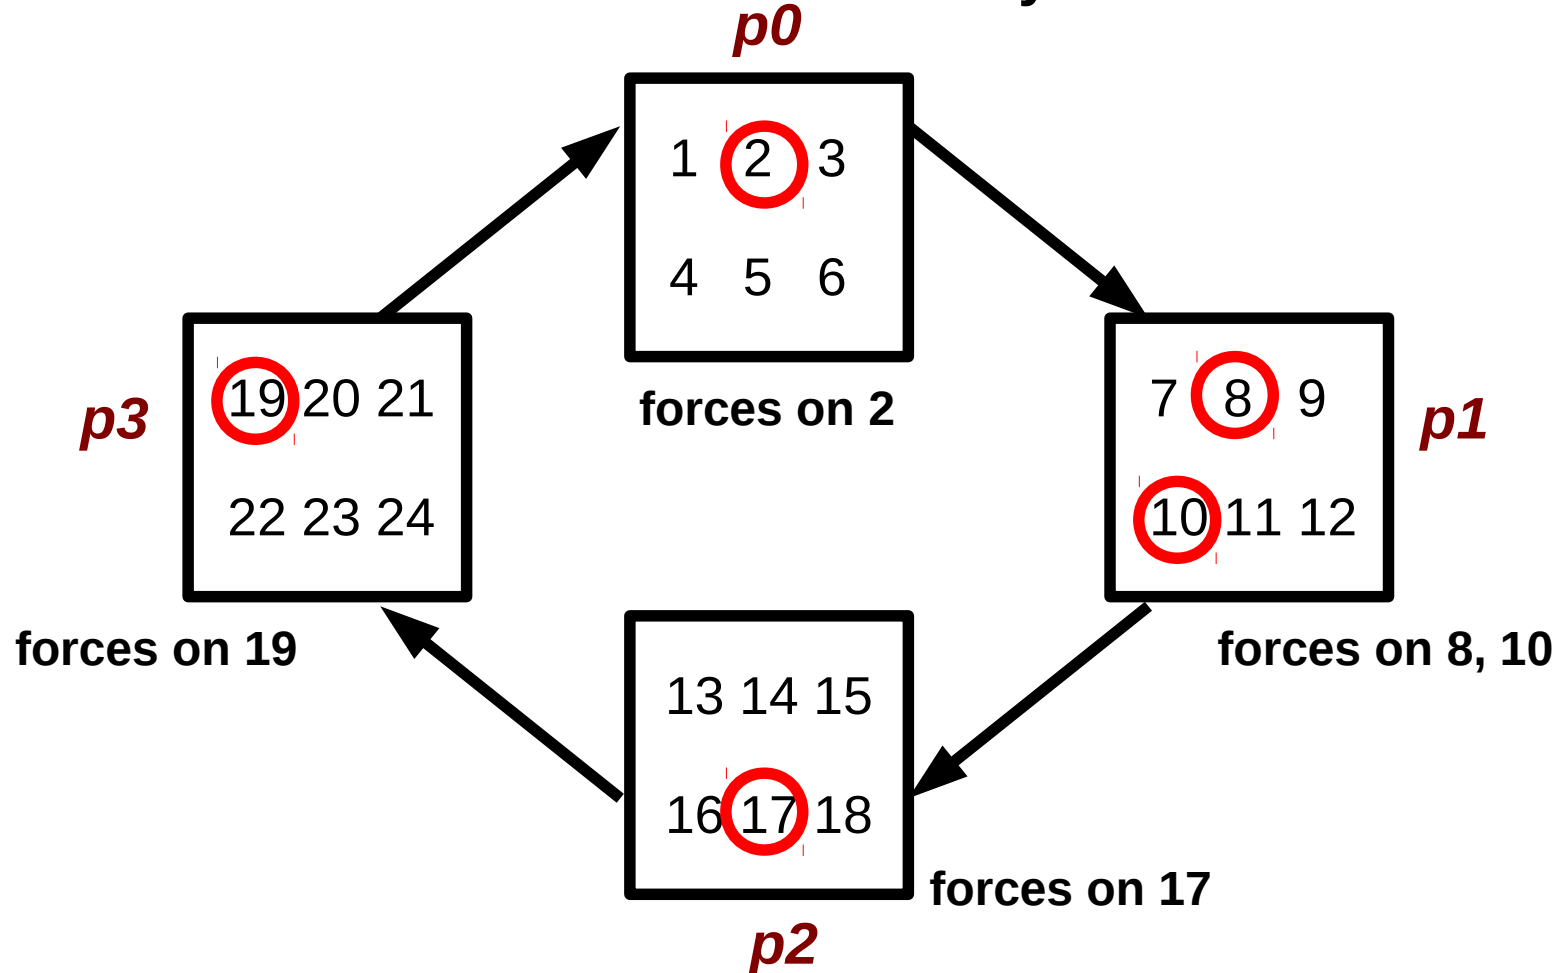 p0
1 2 3
4 5 6
forces on 2
p3
19 20 21
22 23 24
forces on 19
7 8 9
10 11 12
p1
forces on 8, 10
13 14 15
16 17 18
forces on 17
p2